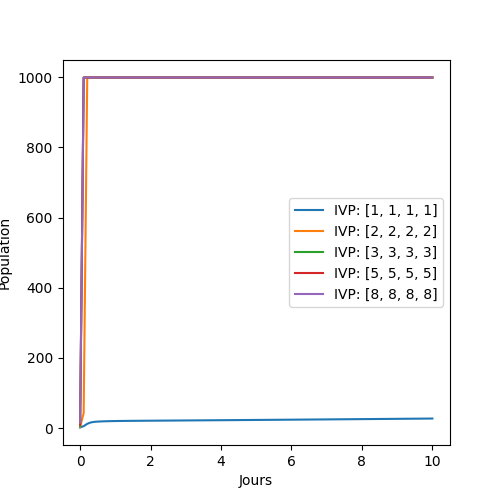 1000
800
600
400
200
0
Population
IVP: [1, 1, 1, 1]
IVP: [2, 2, 2, 2]
IVP: [3, 3, 3, 3]
IVP: [5, 5, 5, 5]
IVP: [8, 8, 8, 8]
0 2 4 6 8 10
Jours